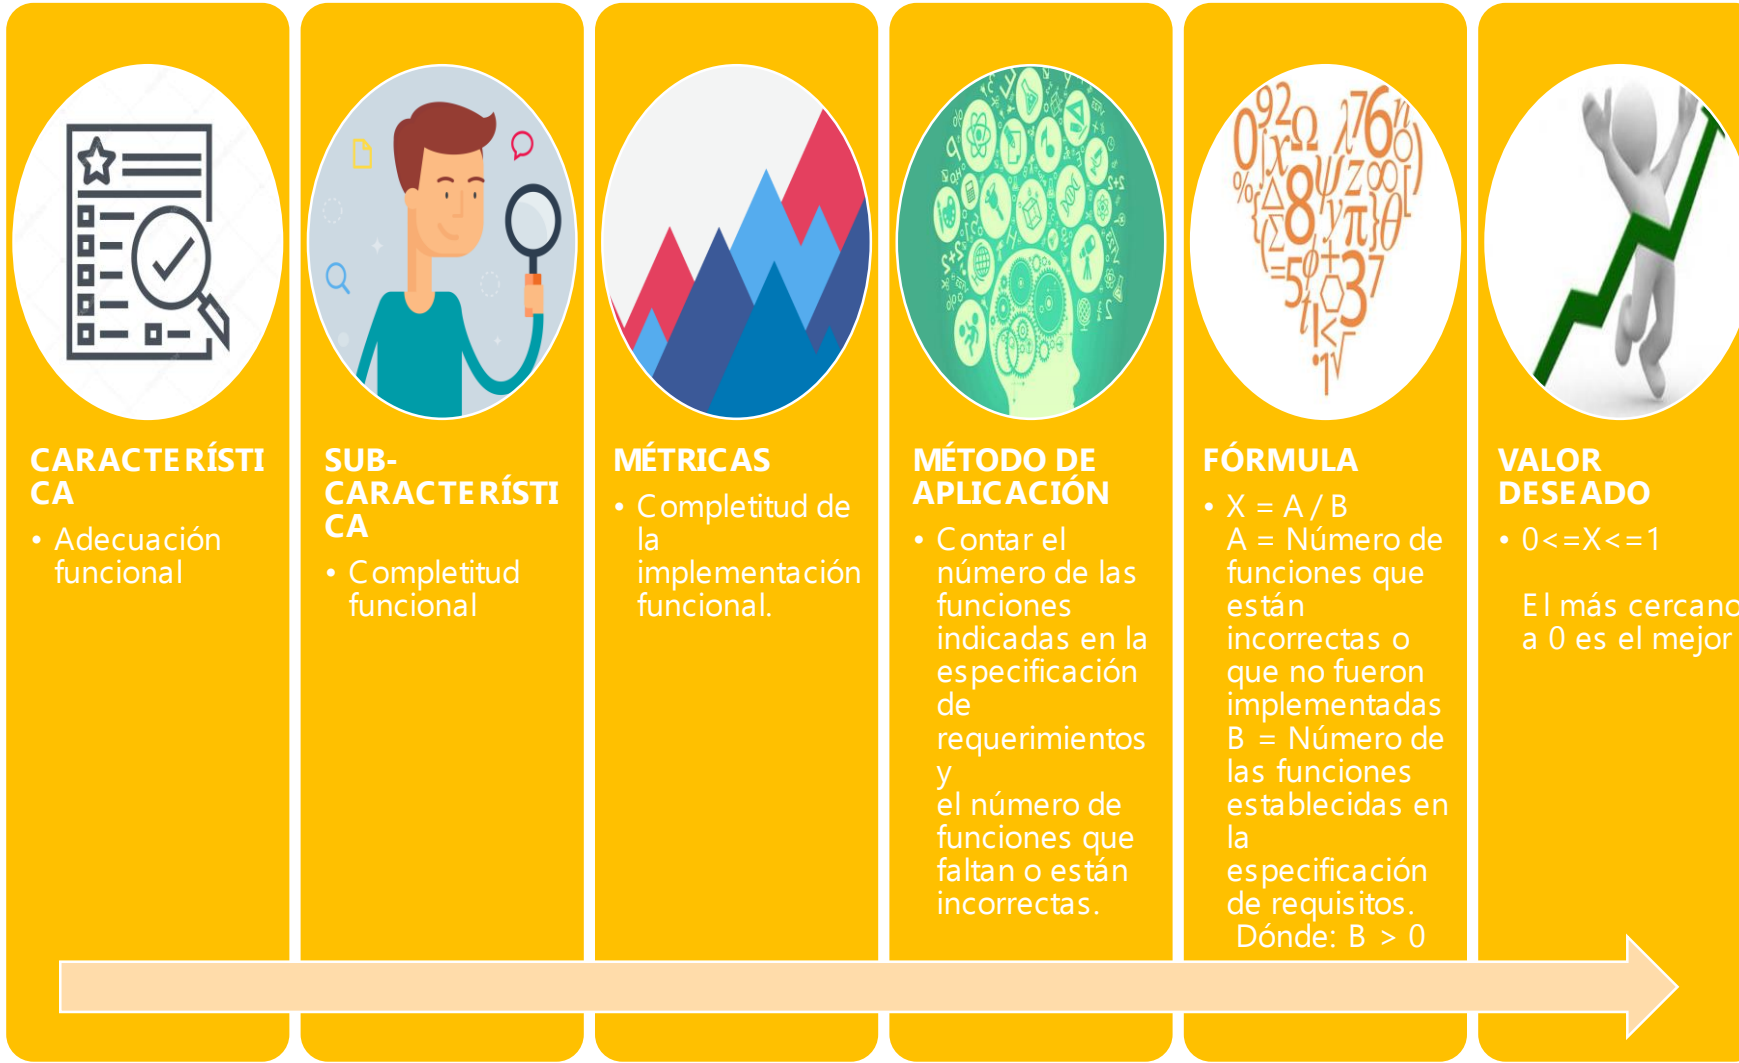 CARACTERÍSTI
CA
• Adecuación
funcional
SUB-
CARACTERÍSTI
CA
• Completitud
funcional
MÉTRICAS
• Completitud de
la
implementación
funcional.
MÉTODO DE
APLICACIÓN
• Contar el
número de las
funciones
indicadas en la
especificación
de
requerimientos
y
el número de
funciones que
faltan o están
incorrectas.
FÓRMULA
• X = A / B
A = Número de
funciones que
están
incorrectas o
que no fueron
implementadas
B = Número de
las funciones
establecidas en
la
especificación
de requisitos.
Dónde: B > 0
VALOR
DESEADO
• 0<=X<=1
El más cercano
a 0 es el mejor